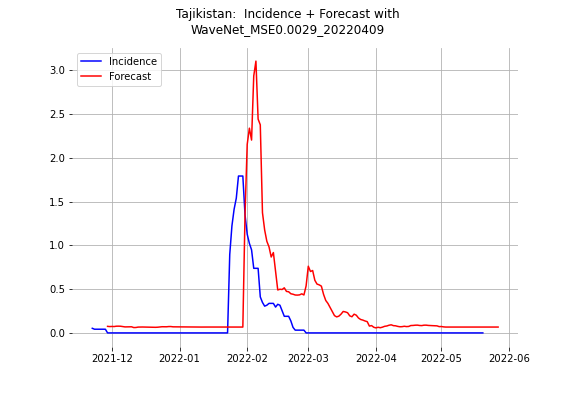 Tajikistan:  Incidence + Forecast with
WaveNet_MSE0.0029_20220409
Incidence
Forecast
3.0
2.5
2.0
1.5
1.0
0.5
0.0
2021-12 2022-01 2022-02 2022-03 2022-04 2022-05 2022-06